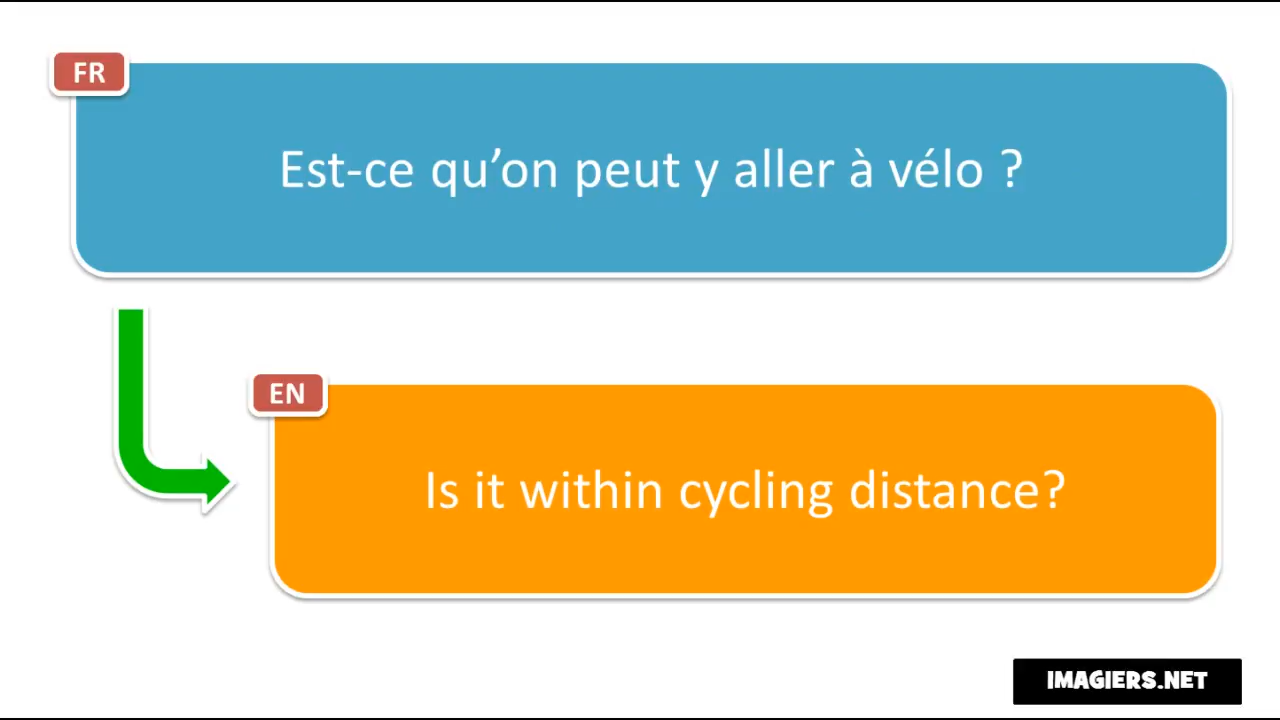 FR
Est-ce qu’on peut y aller à vélo ?
EN
Is it within cycling distance?
IMAGIERS.NET